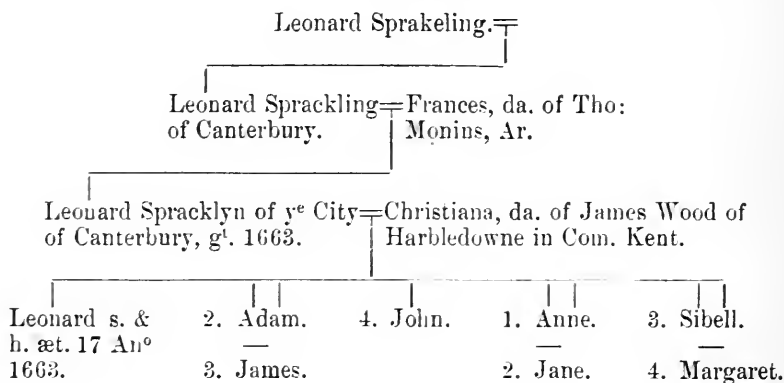 Leonard Sprakeling.
Leonard Sprackling=Frances, da. of Tho:
of Canterbury. Monins, Ar.
Leonard Spracklyn of yᵉ City=Christiana, da. of James Wood of
of Canterbury, gᵗ. 1663. Harbledowne in Com. Kent.
Leonard s. & 2. Adam. 4. John. 1. Anne. 3. Sibell.
h. æt. 17 Anᵒ
1663. 3. James. 2. Jane. 4. Margaret.